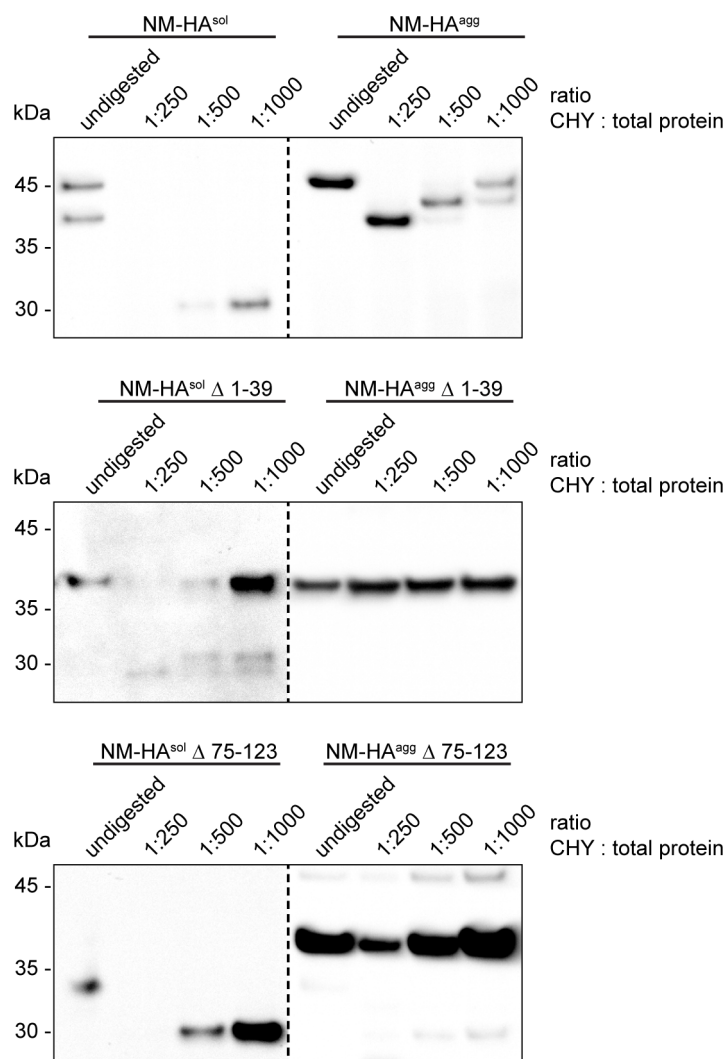 NM-HAsol NM-HAagg
undigested 1:250 1:500 1:1000 undigested 1:250 1:500 1:1000 ratio
kDa CHY : total protein
45 -
35 -
30 -
NM-HAsol Δ 1-39 NM-HAagg Δ 1-39
undigested 1:250 1:500 1:1000 undigested 1:250 1:500 1:1000 ratio
kDa CHY : total protein
45 -
35 -
30 -
NM-HAsol Δ 75-123 NM-HAagg Δ 75-123
undigested 1:250 1:500 1:1000 undigested 1:250 1:500 1:1000 ratio
kDa CHY : total protein
45 -
35 -
30 -